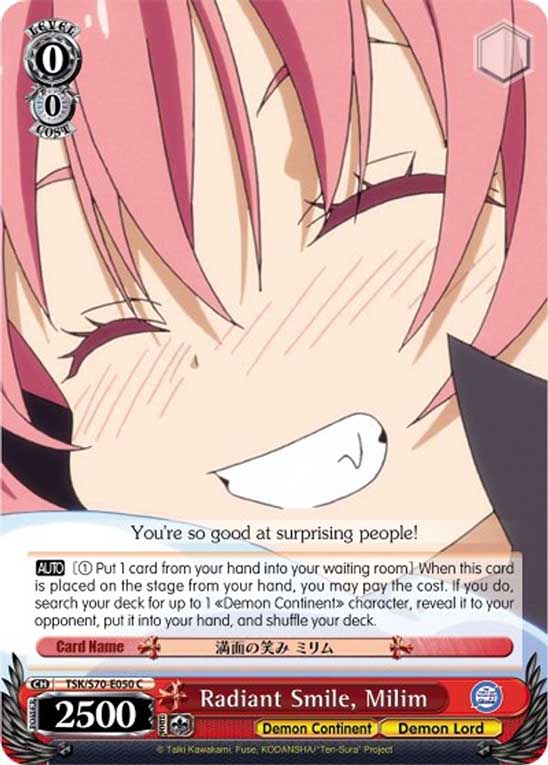 LEVEL
0
0
COST
You're so good at surprising people!
AUTO [① Put 1 card from your hand into your waiting room] When this card
is placed on the stage from your hand, you may pay the cost. If you do,
search your deck for up to 1 «Demon Continent» character, reveal it to your
opponent, put it into your hand, and shuffle your deck.
Card Name 満面の笑み ミリム
CH TSK/S70-E050 C
POWER 2500
Radiant Smile, Milim
Demon Continent Demon Lord
© Taiki Kawakami, Fuse, KODANSHA/"Ten-Sura" Project